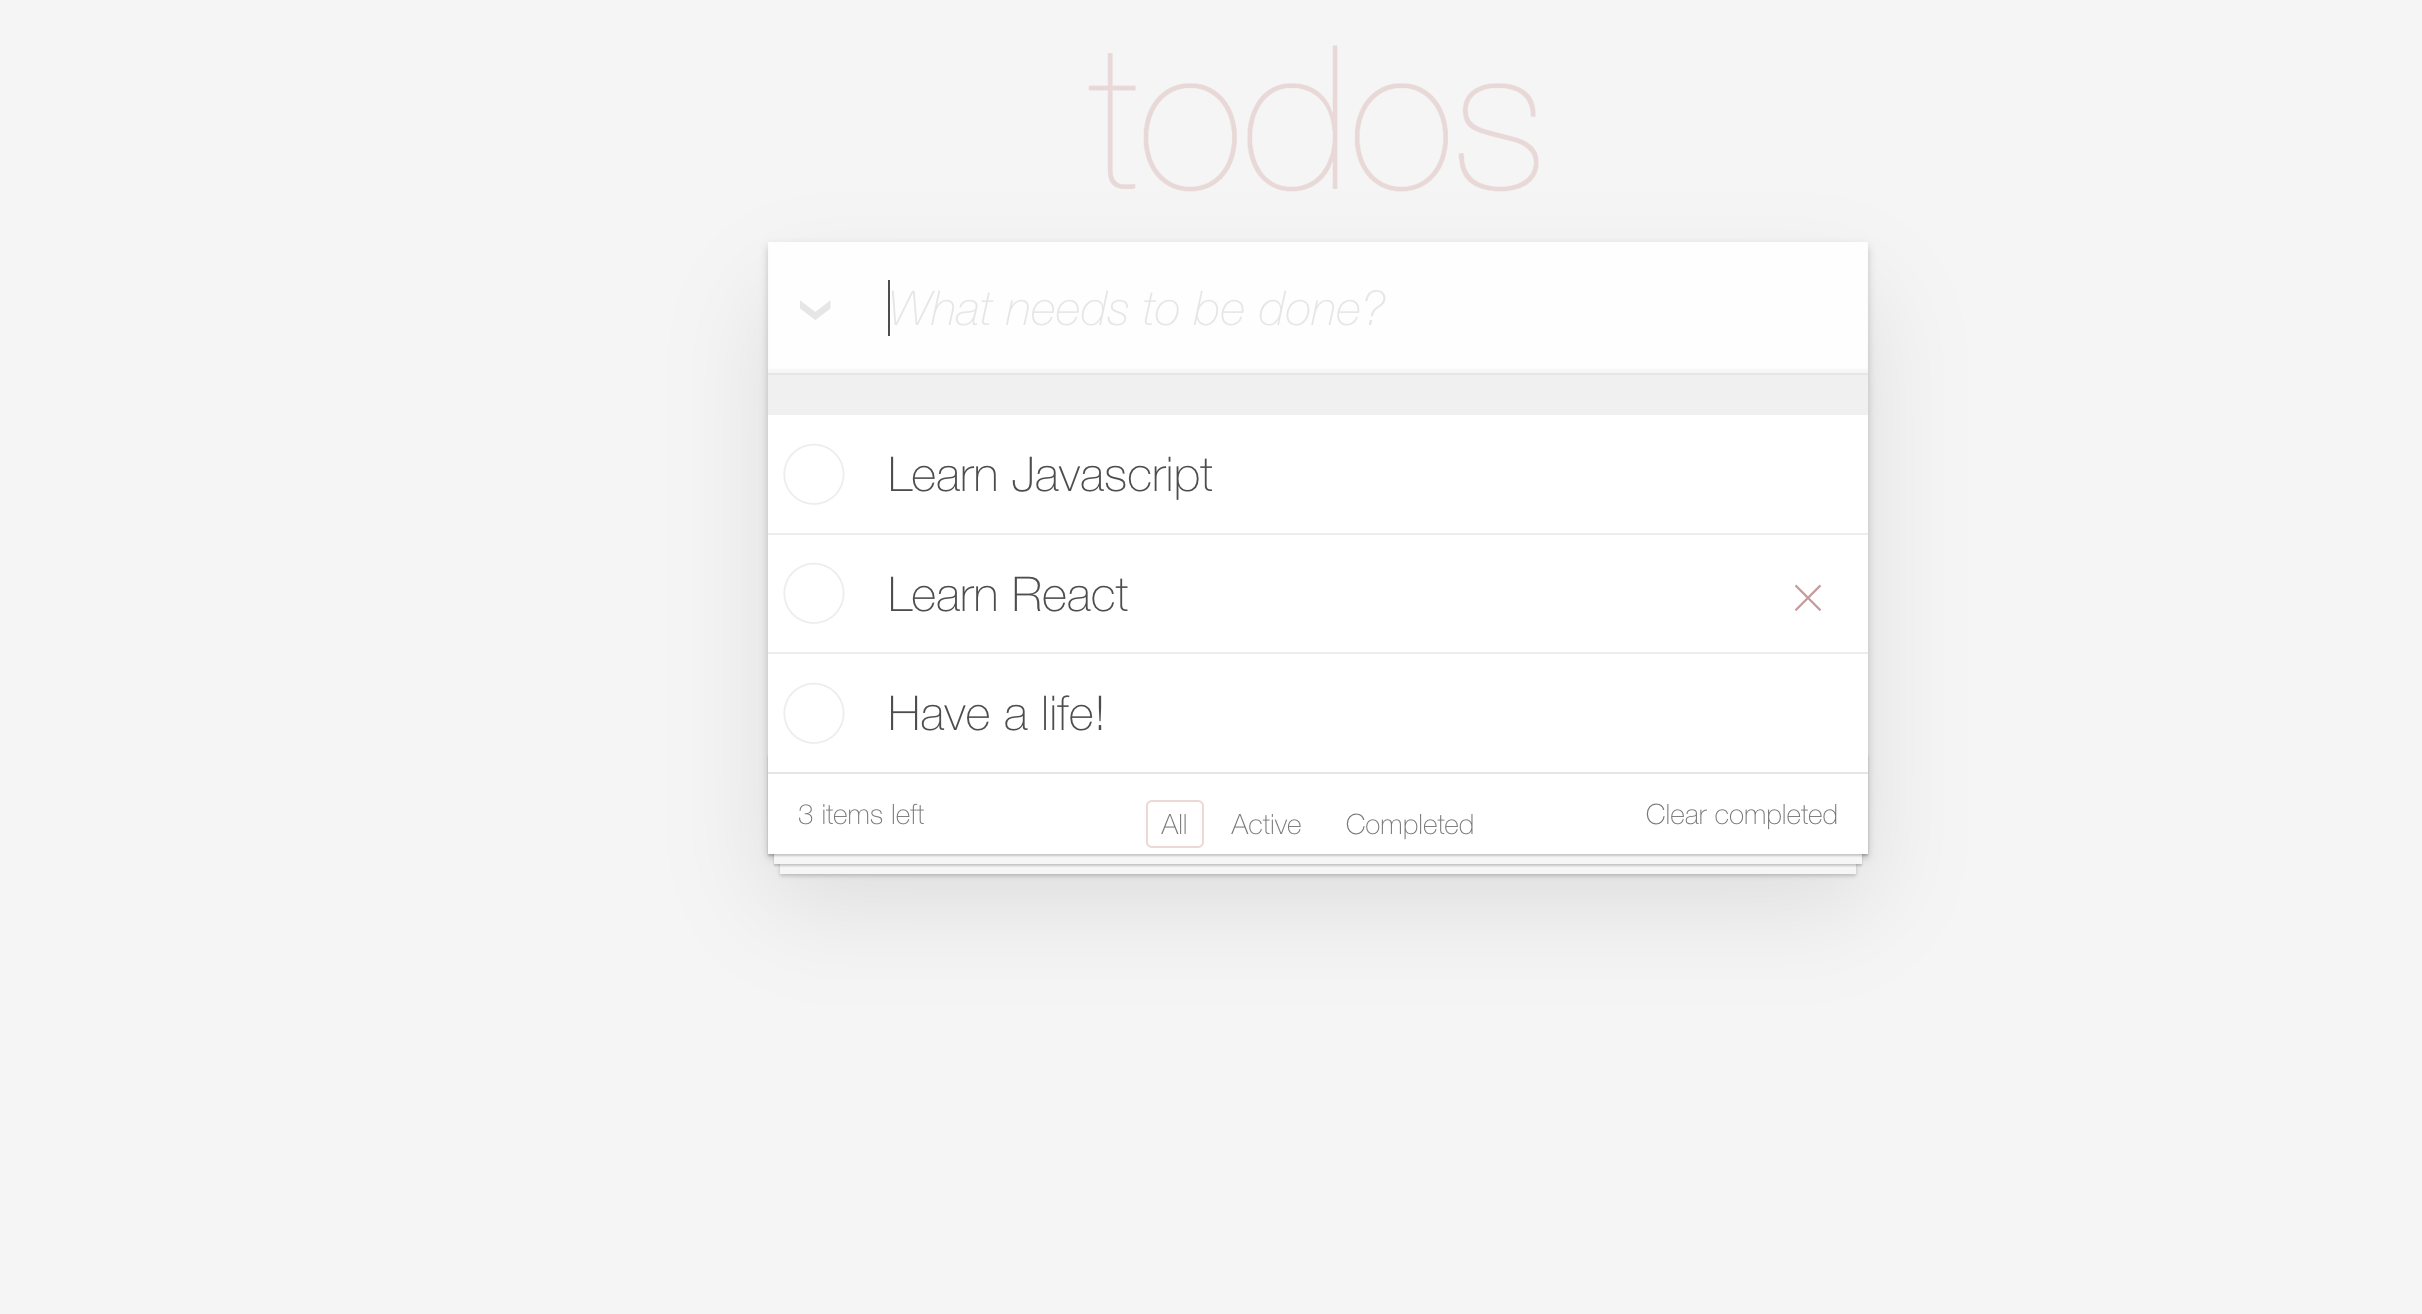 todos
What needs to be done?
Learn Javascript
Learn React
Have a life!
3 items left All Active Completed Clear completed